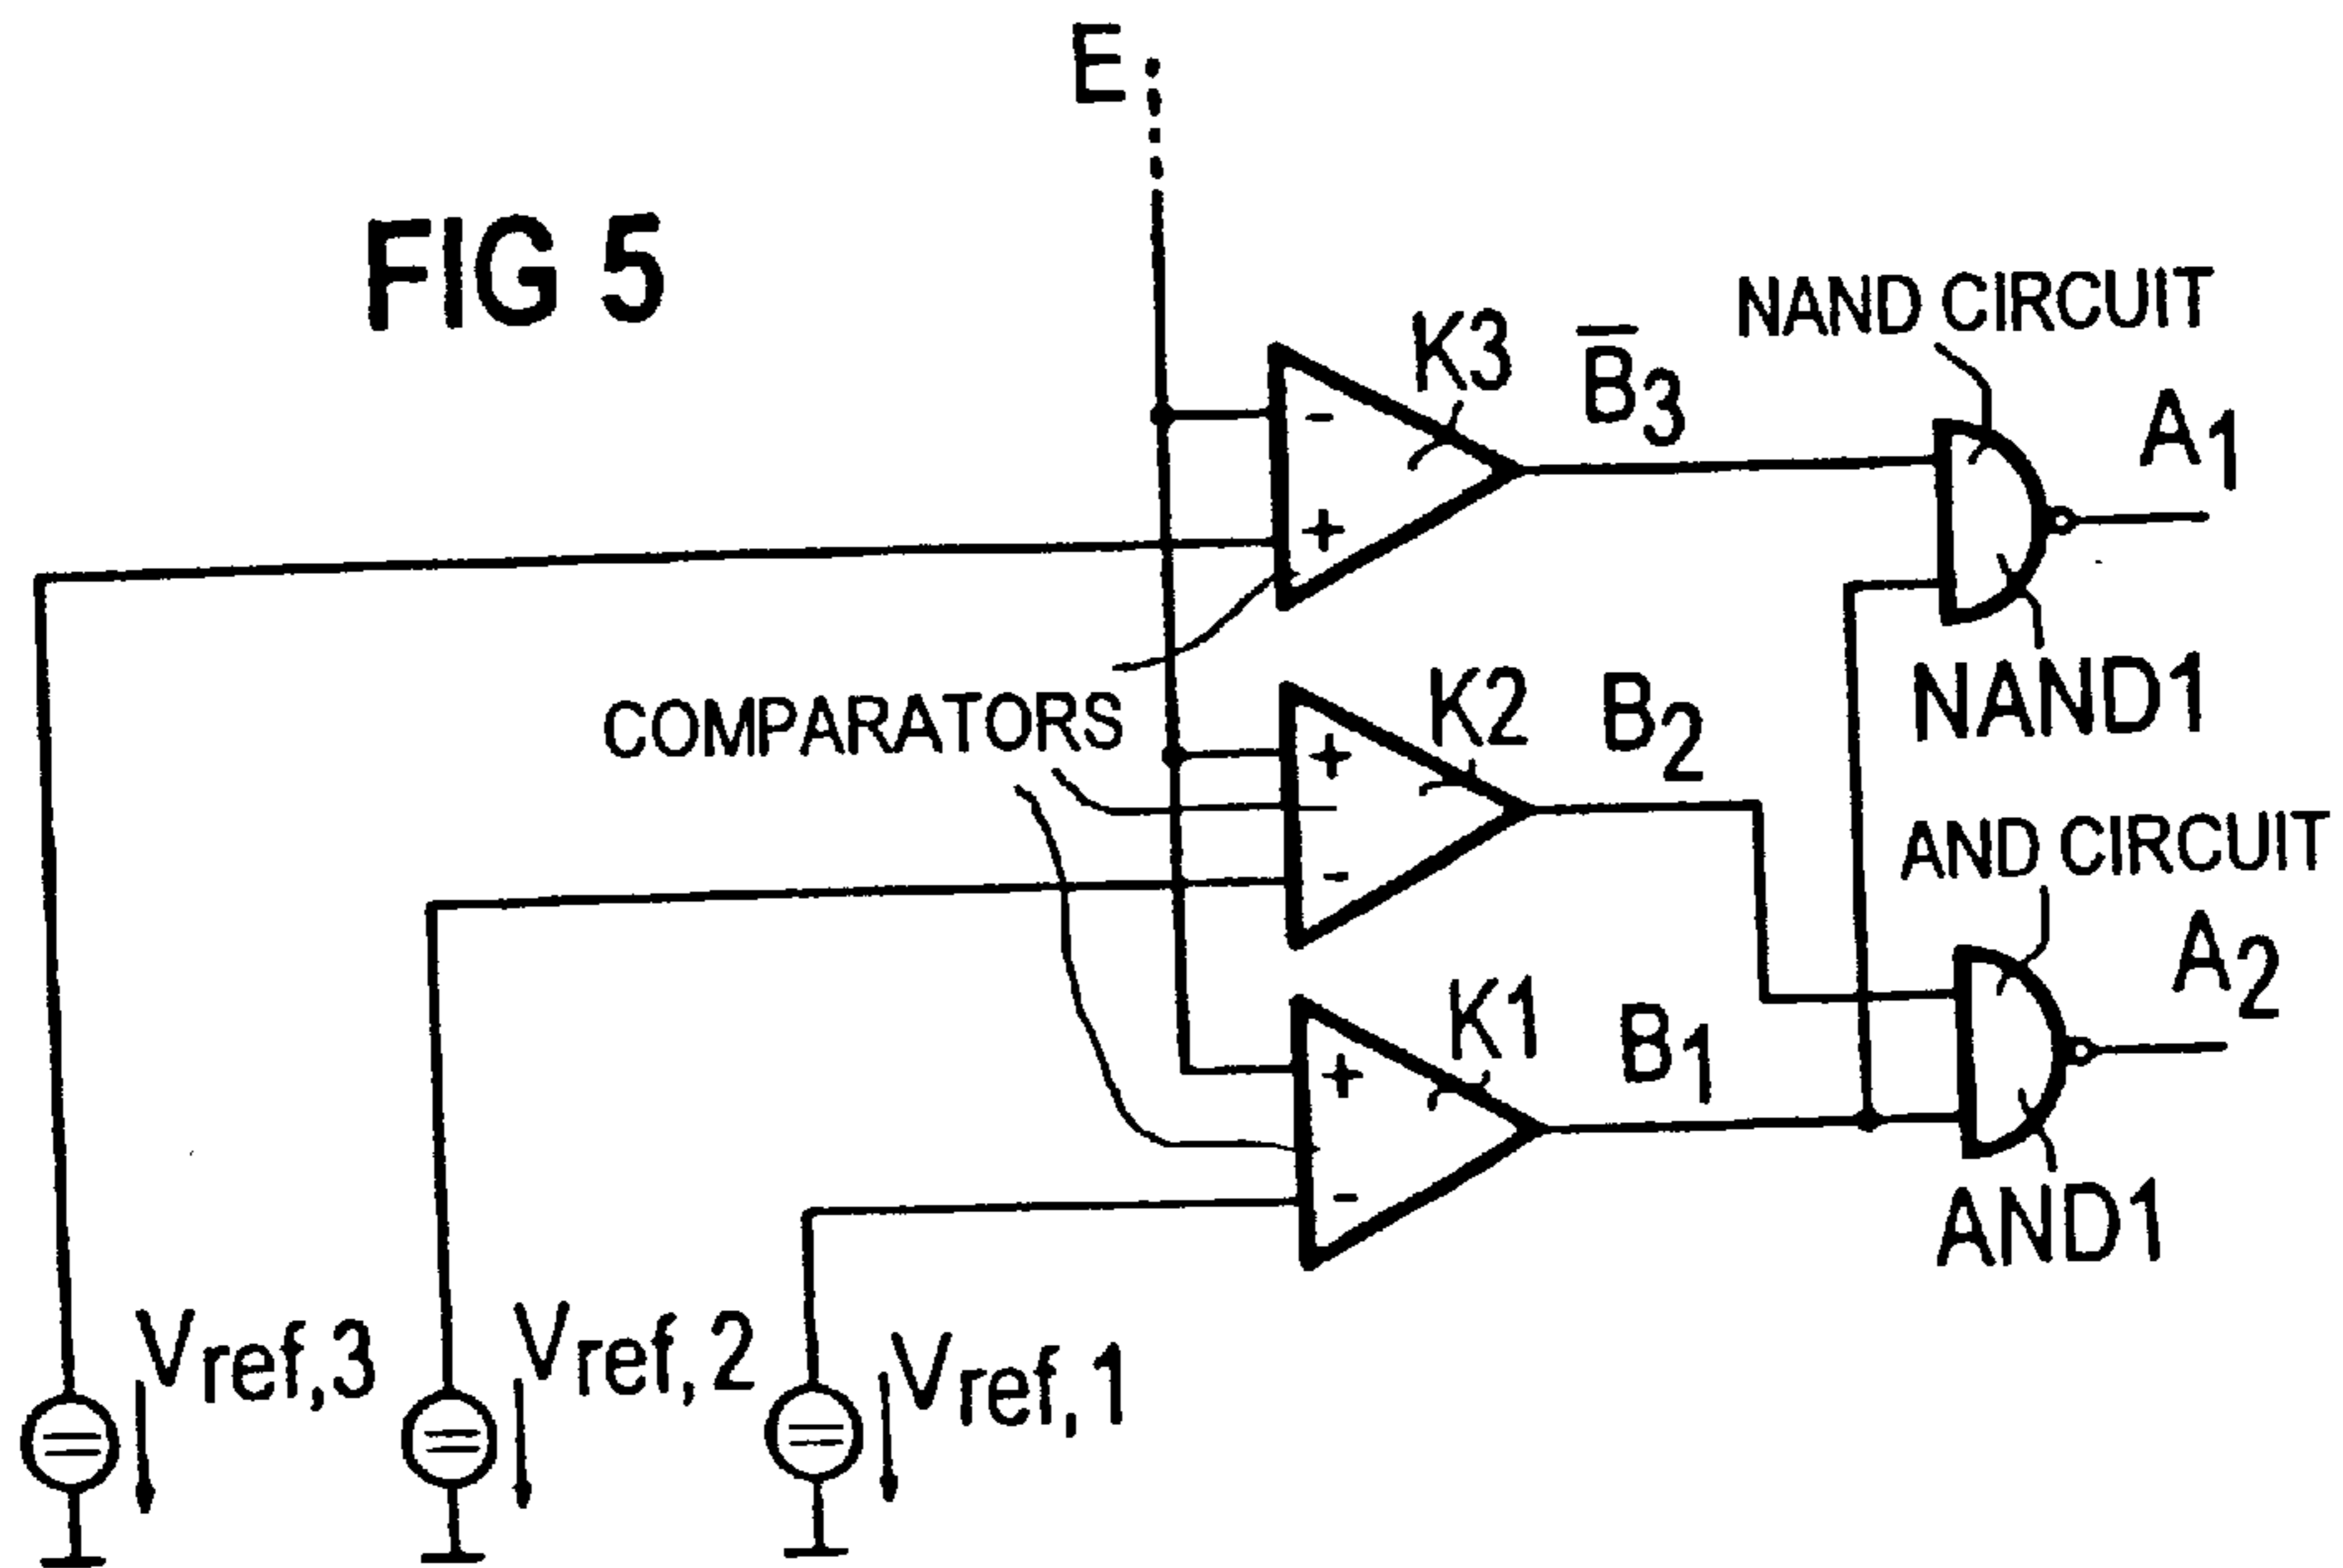 E
FIG 5
NAND CIRCUIT
K3
B̅3
A1
-
+
NAND1
COMPARATORS
K2
B2
+
-
AND CIRCUIT
A2
K1
B1
+
-
AND1
Vref,3
Vref,2
Vref,1